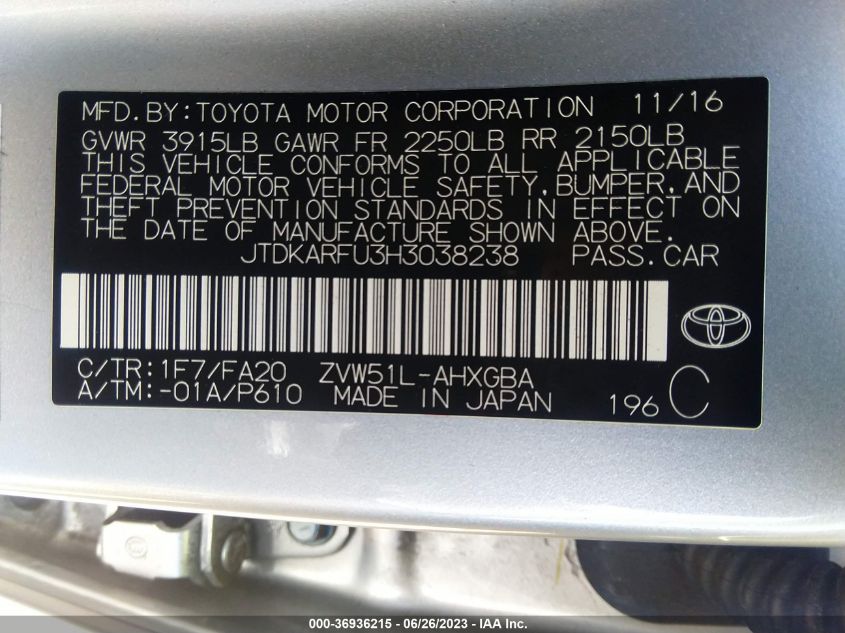 MFD.BY:TOYOTA MOTOR CORPORATION 11/16
GVWR 3915LB GAWR FR 2250LB RR 2150LB
THIS VEHICLE CONFORMS TO ALL APPLICABLE
FEDERAL MOTOR VEHICLE SAFETY,BUMPER,AND
THEFT PREVENTION STANDARDS IN EFFECT ON
THE DATE OF MANUFACTURE SHOWN ABOVE.
JTDKARFU3H3038238 PASS.CAR
C/TR:1F7/FA20 ZVW51L-AHXGBA
A/TM:-01A/P610 MADE IN JAPAN 196 C
000-36936215 - 06/26/2023 - IAA Inc.